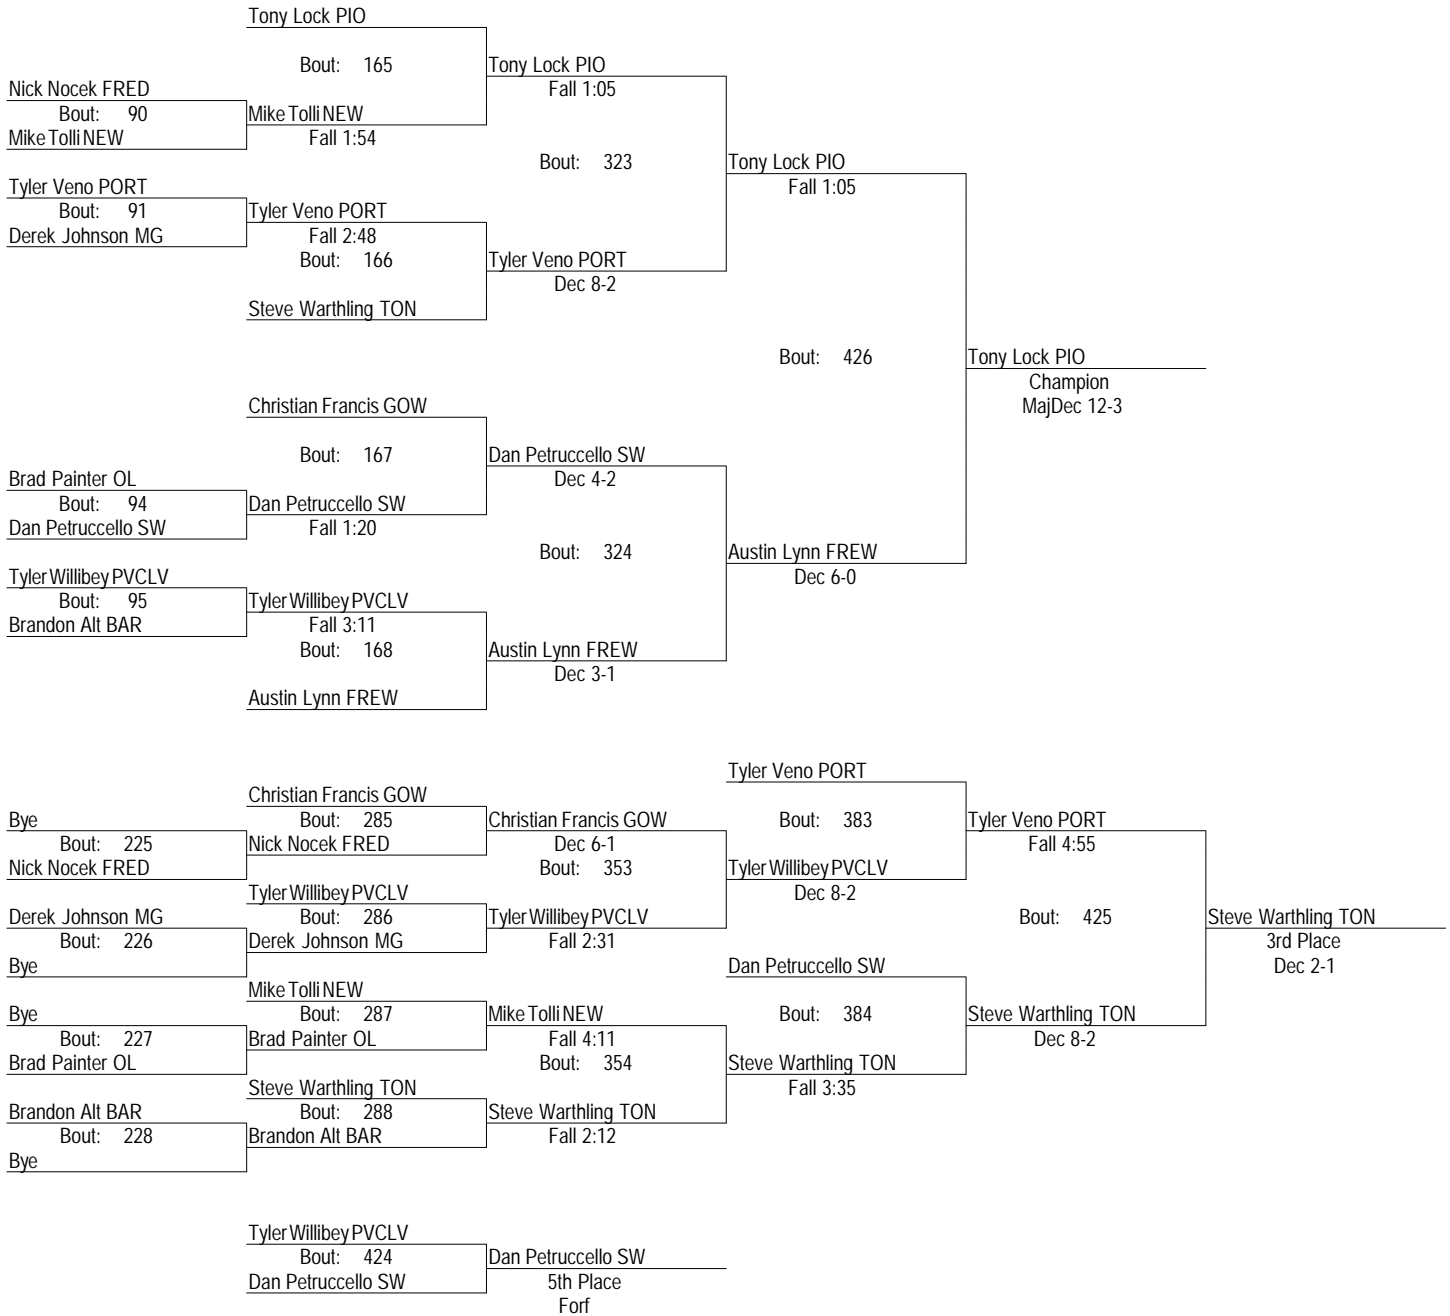 Tony Lock PIO
Bout: 165 Tony Lock PIO
Nick Nocek FRED Fall 1:05
Bout: 90 Mike Tolli NEW
Mike Tolli NEW Fall 1:54
Bout: 323 Tony Lock PIO
Tyler Veno PORT Fall 1:05
Bout: 91 Tyler Veno PORT
Derek Johnson MG Fall 2:48
Bout: 166 Tyler Veno PORT
Dec 8-2
Steve Warthling TON
Bout: 426 Tony Lock PIO
Champion
Christian Francis GOW MajDec 12-3
Bout: 167 Dan Petruccello SW
Brad Painter OL Dec 4-2
Bout: 94 Dan Petruccello SW
Dan Petruccello SW Fall 1:20
Bout: 324 Austin Lynn FREW
Tyler Willibey PVCLV Dec 6-0
Bout: 95 Tyler Willibey PVCLV
Brandon Alt BAR Fall 3:11
Bout: 168 Austin Lynn FREW
Dec 3-1
Austin Lynn FREW
Tyler Veno PORT
Christian Francis GOW
Bye Bout: 285 Christian Francis GOW Bout: 383 Tyler Veno PORT
Bout: 225 Nick Nocek FRED Dec 6-1 Fall 4:55
Nick Nocek FRED Bout: 353 Tyler Willibey PVCLV
Tyler Willibey PVCLV Dec 8-2
Derek Johnson MG Bout: 286 Tyler Willibey PVCLV Bout: 425 Steve Warthling TON
Bout: 226 Derek Johnson MG Fall 2:31 3rd Place
Bye Dan Petruccello SW Dec 2-1
Mike Tolli NEW
Bye Bout: 287 Mike Tolli NEW Bout: 384 Steve Warthling TON
Bout: 227 Brad Painter OL Fall 4:11 Dec 8-2
Brad Painter OL Bout: 354 Steve Warthling TON
Steve Warthling TON Fall 3:35
Brandon Alt BAR Bout: 288 Steve Warthling TON
Bout: 228 Brandon Alt BAR Fall 2:12
Bye
Tyler Willibey PVCLV
Bout: 424 Dan Petruccello SW
Dan Petruccello SW 5th Place
Forf